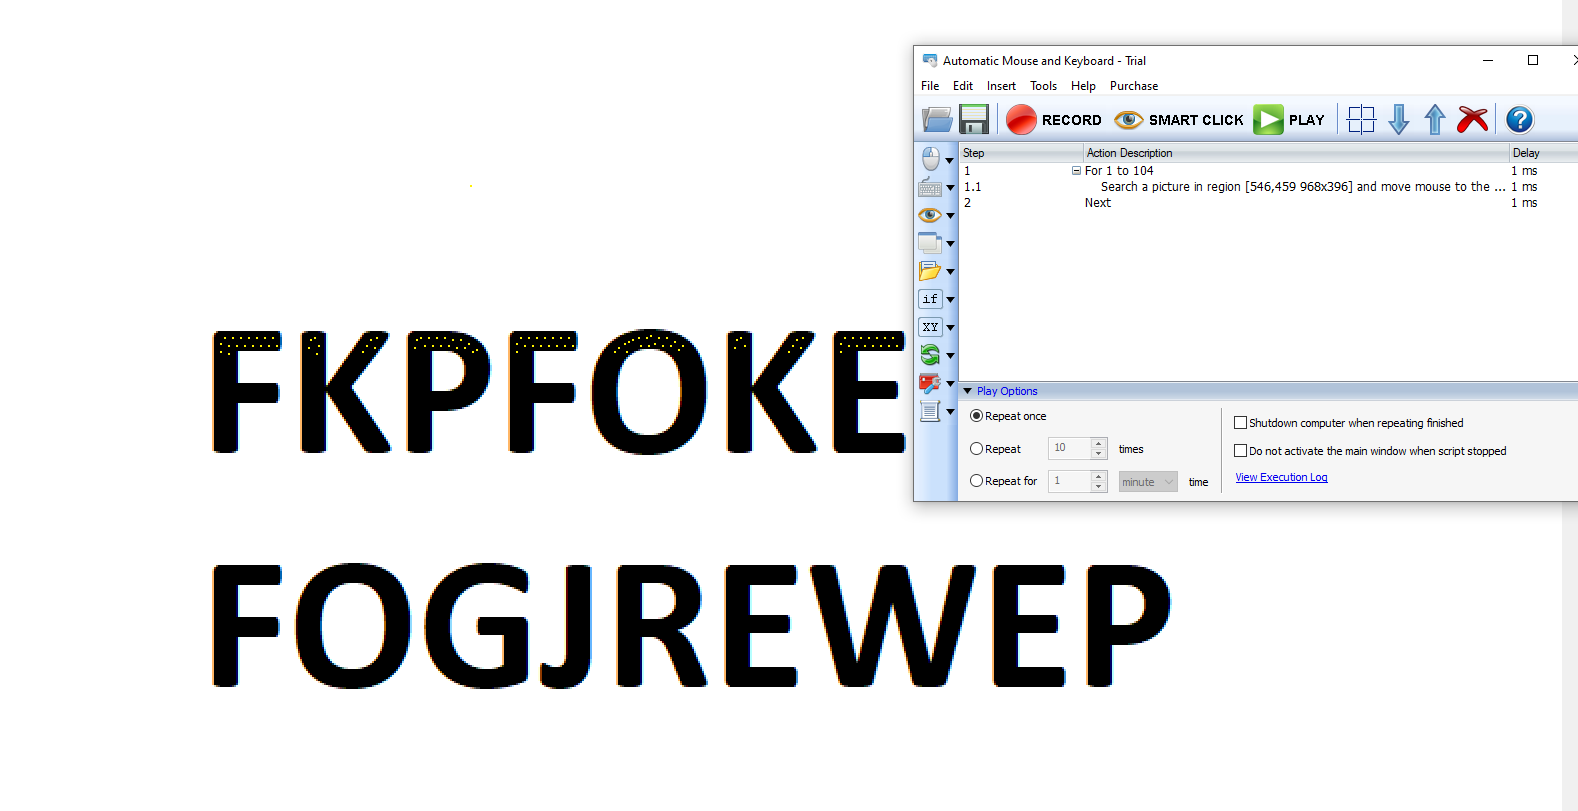 Automatic Mouse and Keyboard - Trial
File Edit Insert Tools Help Purchase
RECORD SMART CLICK PLAY
Step Action Description Delay
1 For 1 to 104 1 ms
1.1 Search a picture in region [546,459 968x396] and move mouse to the ... 1 ms
2 Next 1 ms
if
XY
Play Options
Repeat once
Repeat 10 times
Repeat for 1 minute time
Shutdown computer when repeating finished
Do not activate the main window when script stopped
View Execution Log
FKPFOKE
FOGJREWEP